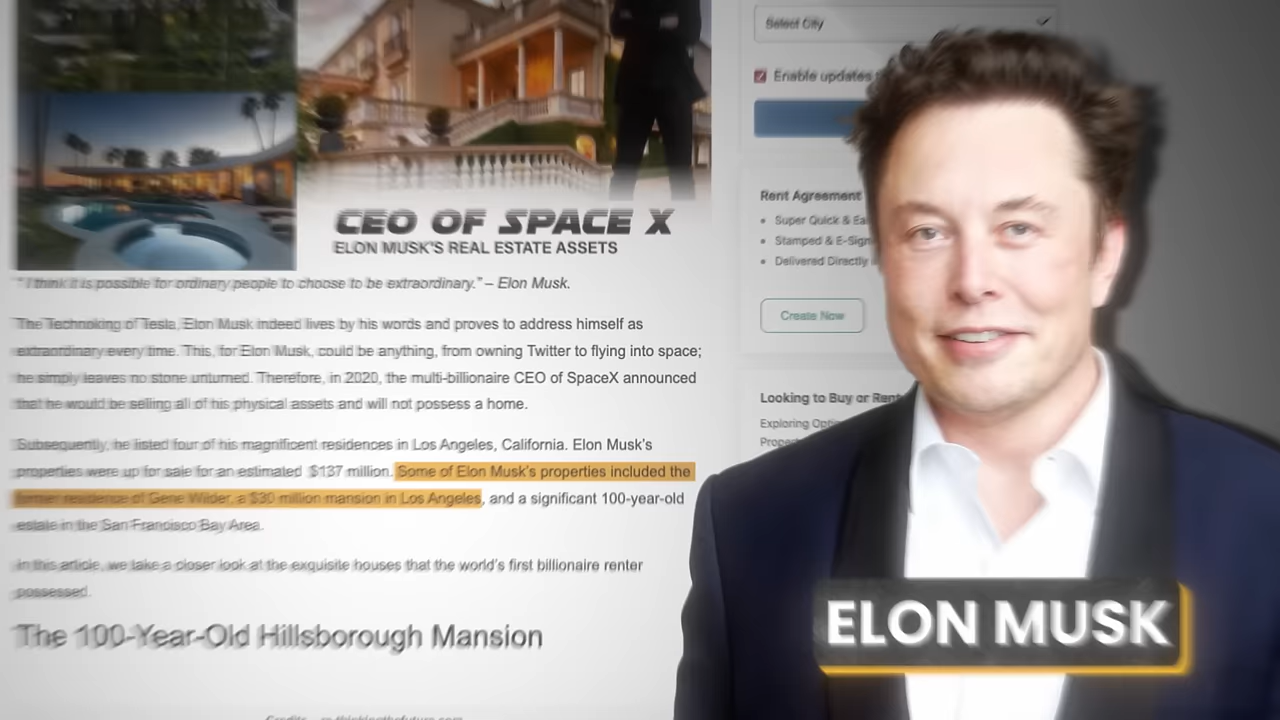 CEO OF SPACE X
ELON MUSK'S REAL ESTATE ASSETS
"I think it is possible for ordinary people to choose to be extraordinary." – Elon Musk.
The Technoking of Tesla, Elon Musk indeed lives by his words and proves to address himself as
extraordinary every time. This, for Elon Musk, could be anything, from owning Twitter to flying into space;
he simply leaves no stone unturned. Therefore, in 2020, the multi-billionaire CEO of SpaceX announced
that he would be selling all of his physical assets and will not possess a home.
Subsequently, he listed four of his magnificent residences in Los Angeles, California. Elon Musk's
properties were up for sale for an estimated $137 million. Some of Elon Musk's properties included the
former residence of Gene Wilder, a $30 million mansion in Los Angeles, and a significant 100-year-old
estate in the San Francisco Bay Area.
In this article, we take a closer look at the exquisite houses that the world's first billionaire renter
possessed.
The 100-Year-Old Hillsborough Mansion
Select City
Enable updates
Rent Agreement
Super Quick &
Stamped &
Delivered Directly
Create Now
Looking to Buy or Rent
Exploring
ELON MUSK